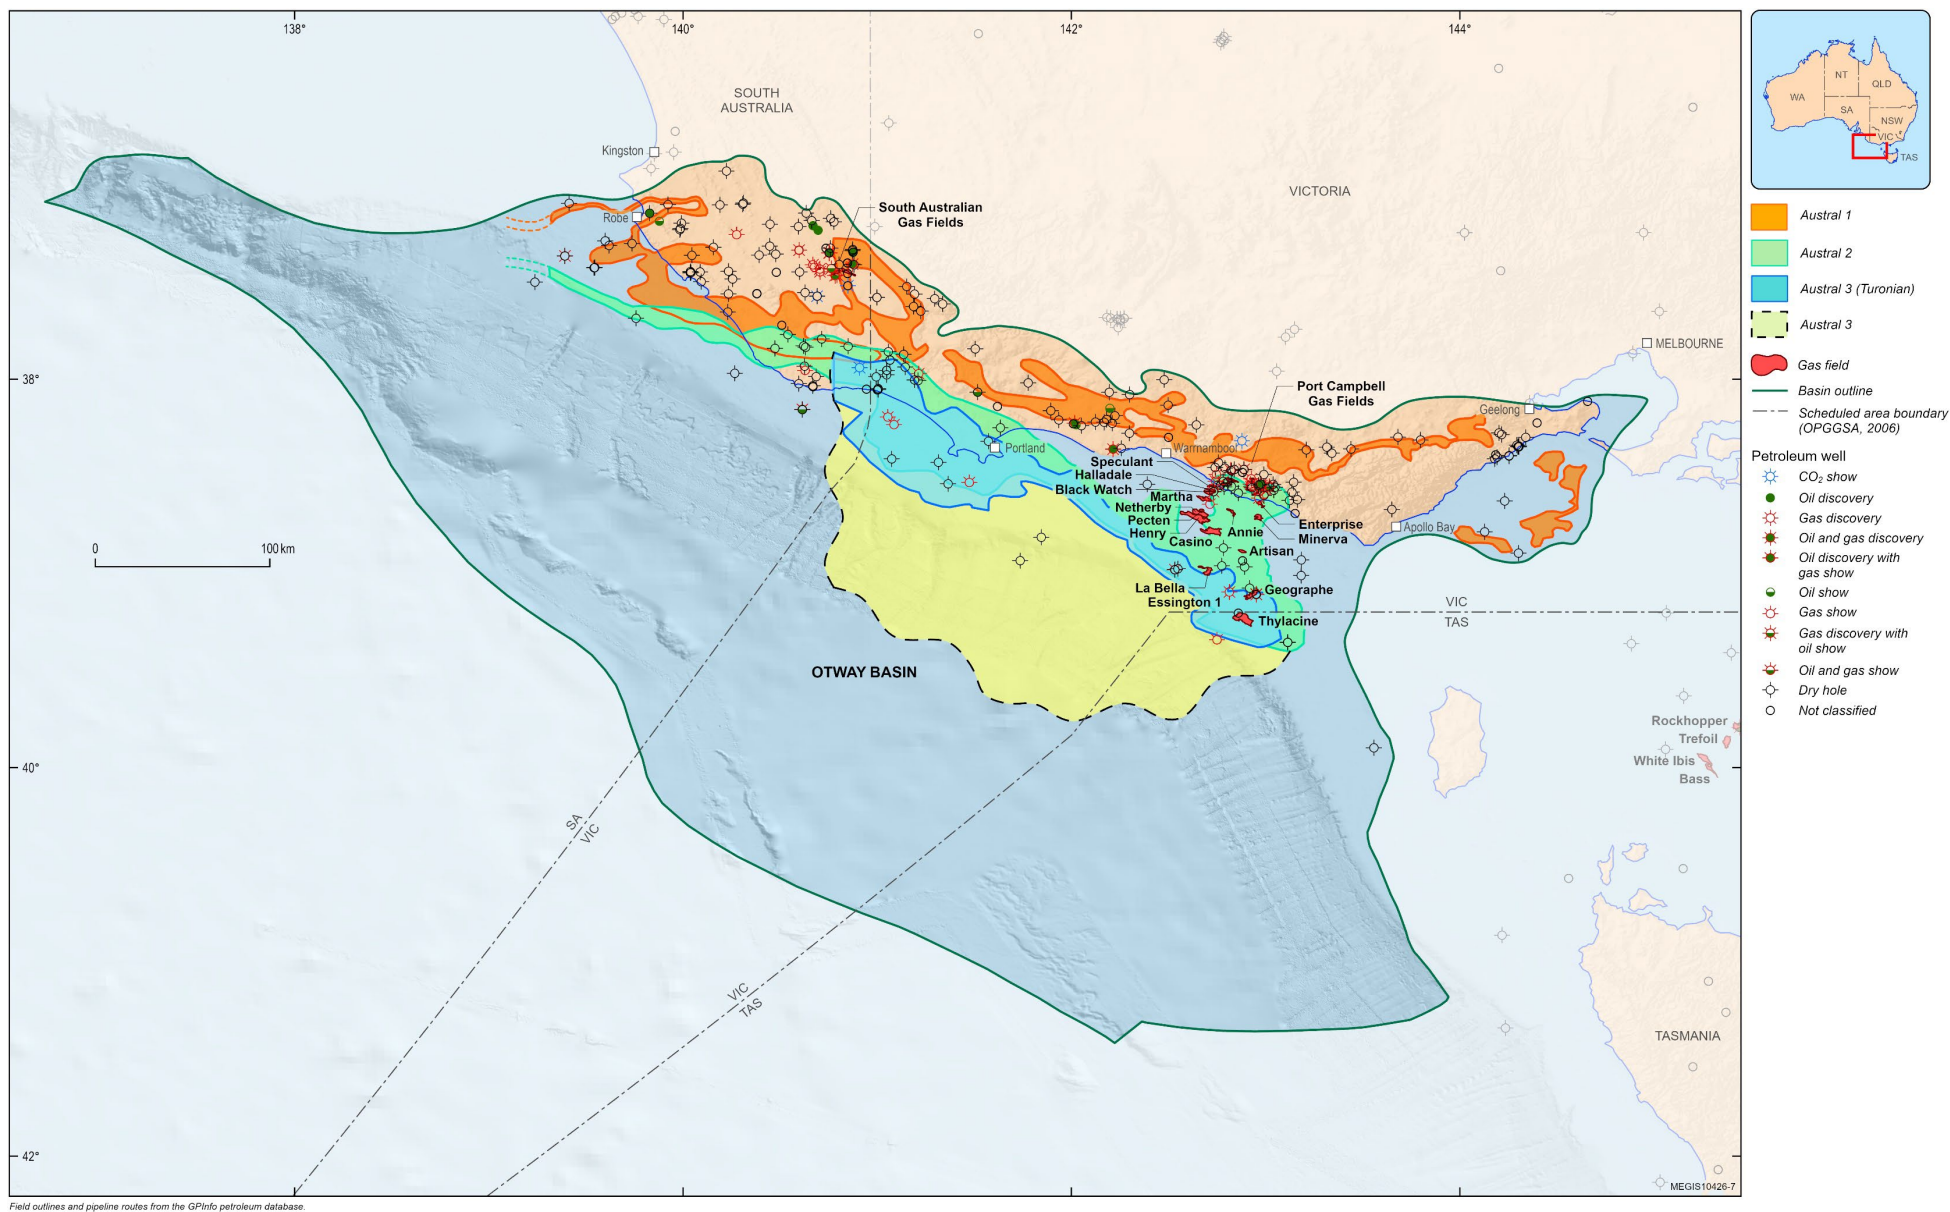 138°
140°
142°
144°
SOUTH
AUSTRALIA
Kingston
VICTORIA
Robe
South Australian
Gas Fields
MELBOURNE
38°
Port Campbell
Gas Fields
Geelong
Portland
Warrnambool
Speculant
Halladale
Black Watch
Martha
Netherby
Pecten
Henry
Casino
Annie
Enterprise
Minerva
Artisan
Apollo Bay
La Bella
Essington 1
Geographe
Thylacine
VIC
TAS
0
100 km
OTWAY BASIN
Rockhopper
Trefoil
White Ibis
Bass
40°
SA
VIC
VIC
TAS
TASMANIA
42°
MEGIS10426-7
Field outlines and pipeline routes from the GPInfo petroleum database.
WA
NT
QLD
SA
NSW
VIC
TAS
Austral 1
Austral 2
Austral 3 (Turonian)
Austral 3
Gas field
Basin outline
Scheduled area boundary
(OPGGSA, 2006)
Petroleum well
CO2 show
Oil discovery
Gas discovery
Oil and gas discovery
Oil discovery with
gas show
Oil show
Gas show
Gas discovery with
oil show
Oil and gas show
Dry hole
Not classified